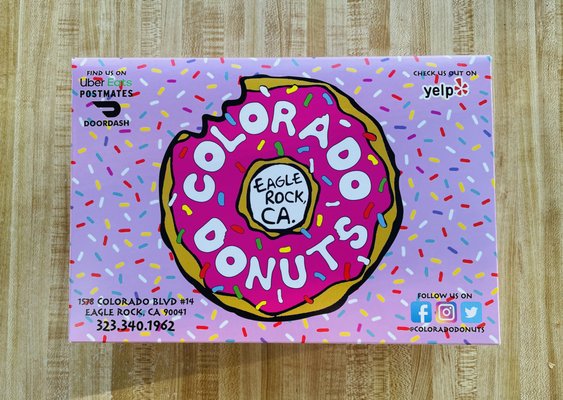 FIND US ON
Uber Eats
POSTMATES
DOORDASH
CHECK US OUT ON
yelp
COLORADO
DONUTS
EAGLE
ROCK,
CA.
1538 COLORADO BLVD #14
EAGLE ROCK, CA 90041
323.340.1962
FOLLOW US ON
@COLORADODONUTS